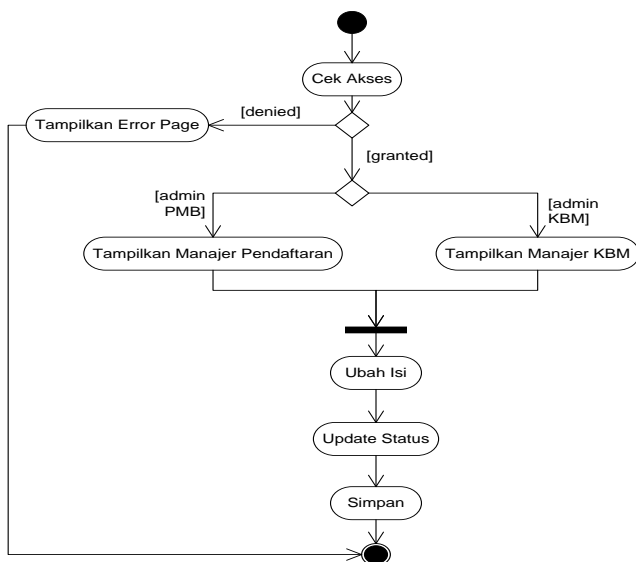 Cek Akses
[denied]
Tampilkan Error Page
[granted]
[admin
PMB]
[admin
KBM]
Tampilkan Manajer Pendaftaran
Tampilkan Manajer KBM
Ubah Isi
Update Status
Simpan